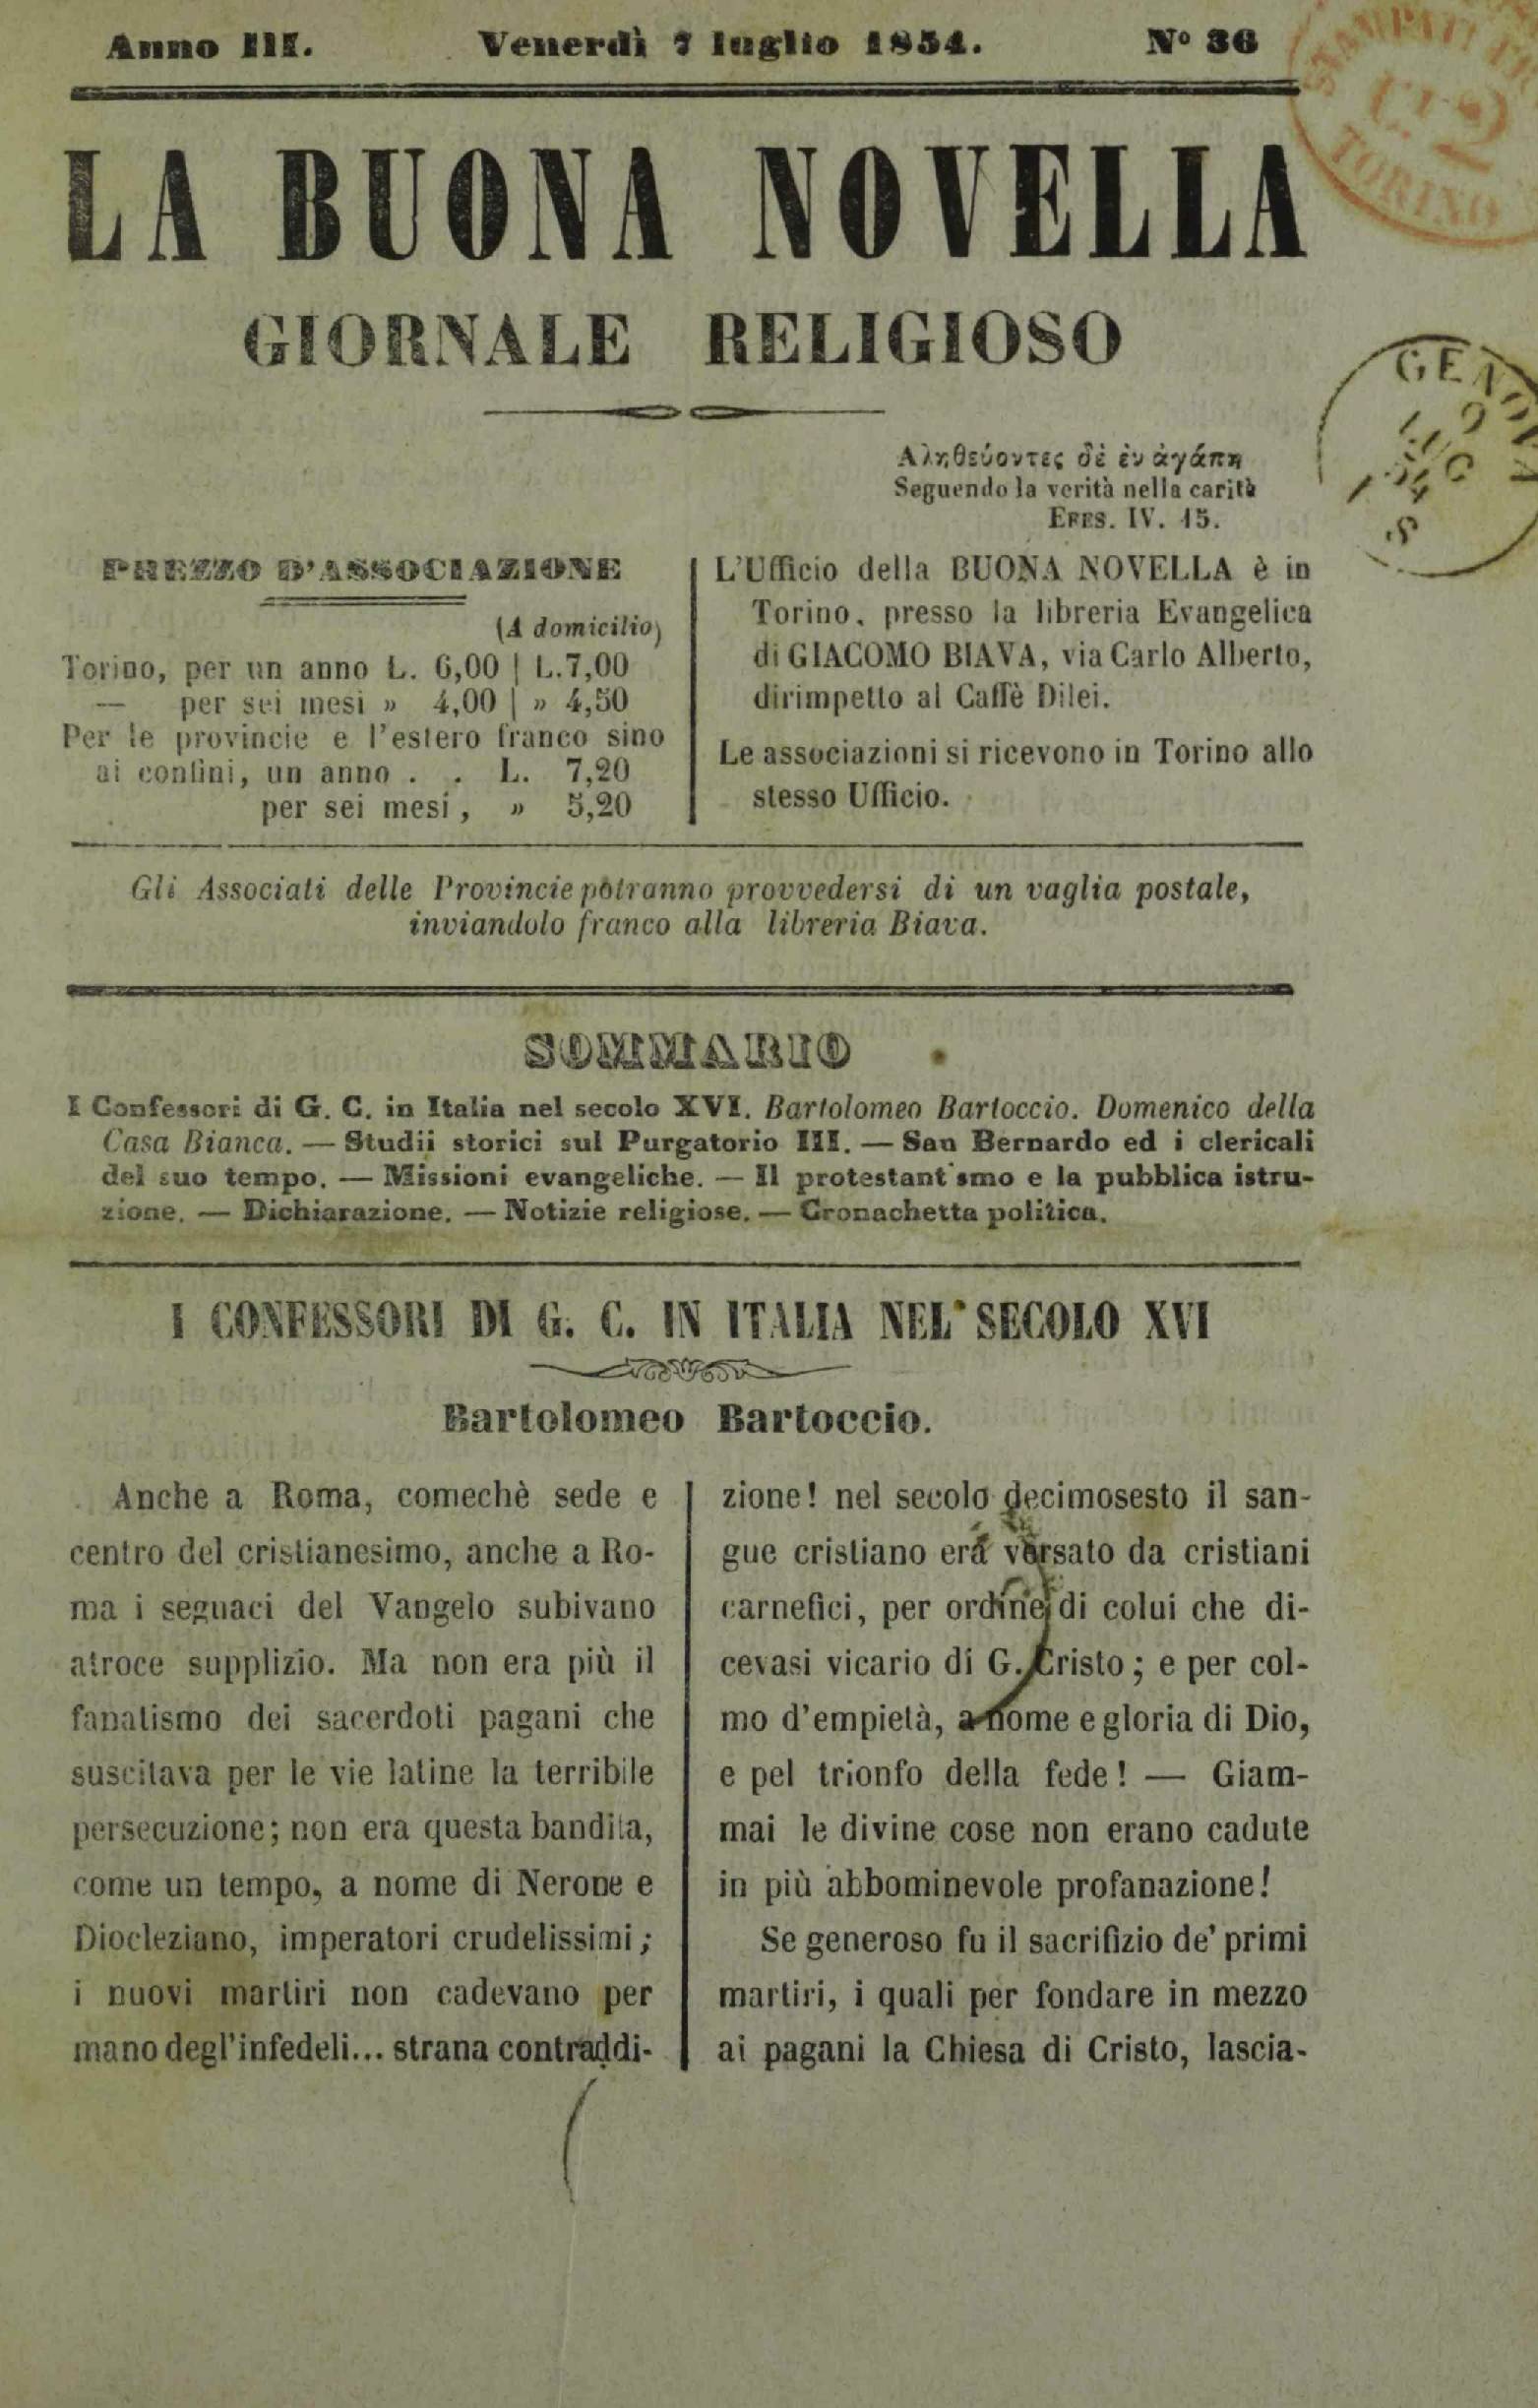 Anno III. Venerdì 7 luglio 1854. N° 36
STAMPATI
C. 2
TORINO
LA BUONA NOVELLA
GIORNALE RELIGIOSO
GENOVA
9
LUG
54
8
Αληθεύοντες δὲ ἐν ἀγάπη
Seguendo la verità nella carità
EFES. IV. 15.
PREZZO D'ASSOCIAZIONE
(A domicilio)
Torino, per un anno L. 6,00 | L.7,00
— per sei mesi » 4,00 | » 4,50
Per le provincie e l'estero franco sino
ai confini, un anno . . L. 7,20
per sei mesi, » 5,20
L'Ufficio della BUONA NOVELLA è in
Torino, presso la libreria Evangelica
di GIACOMO BIAVA, via Carlo Alberto,
dirimpetto al Caffè Dilei.
Le associazioni si ricevono in Torino allo
stesso Ufficio.
Gli Associati delle Provincie potranno provvedersi di un vaglia postale,
inviandolo franco alla libreria Biava.
SOMMARIO
I Confessori di G. C. in Italia nel secolo XVI. Bartolomeo Bartoccio. Domenico della
Casa Bianca. — Studii storici sul Purgatorio III. — San Bernardo ed i clericali
del suo tempo. — Missioni evangeliche. — Il protestantismo e la pubblica istru-
zione. — Dichiarazione. — Notizie religiose. — Cronachetta politica.
I CONFESSORI DI G. C. IN ITALIA NEL SECOLO XVI
Bartolomeo Bartoccio.
Anche a Roma, comechè sede e
centro del cristianesimo, anche a Ro-
ma i seguaci del Vangelo subivano
atroce supplizio. Ma non era più il
fanatismo dei sacerdoti pagani che
suscitava per le vie latine la terribile
persecuzione; non era questa bandita,
come un tempo, a nome di Nerone e
Diocleziano, imperatori crudelissimi;
i nuovi martiri non cadevano per
mano degl'infedeli... strana contraddi-
zione! nel secolo decimosesto il san-
gue cristiano era versato da cristiani
carnefici, per ordine di colui che di-
cevasi vicario di G. Cristo; e per col-
mo d'empietà, a nome e gloria di Dio,
e pel trionfo della fede! — Giam-
mai le divine cose non erano cadute
in più abbominevole profanazione!
Se generoso fu il sacrifizio de' primi
martiri, i quali per fondare in mezzo
ai pagani la Chiesa di Cristo, lascia-